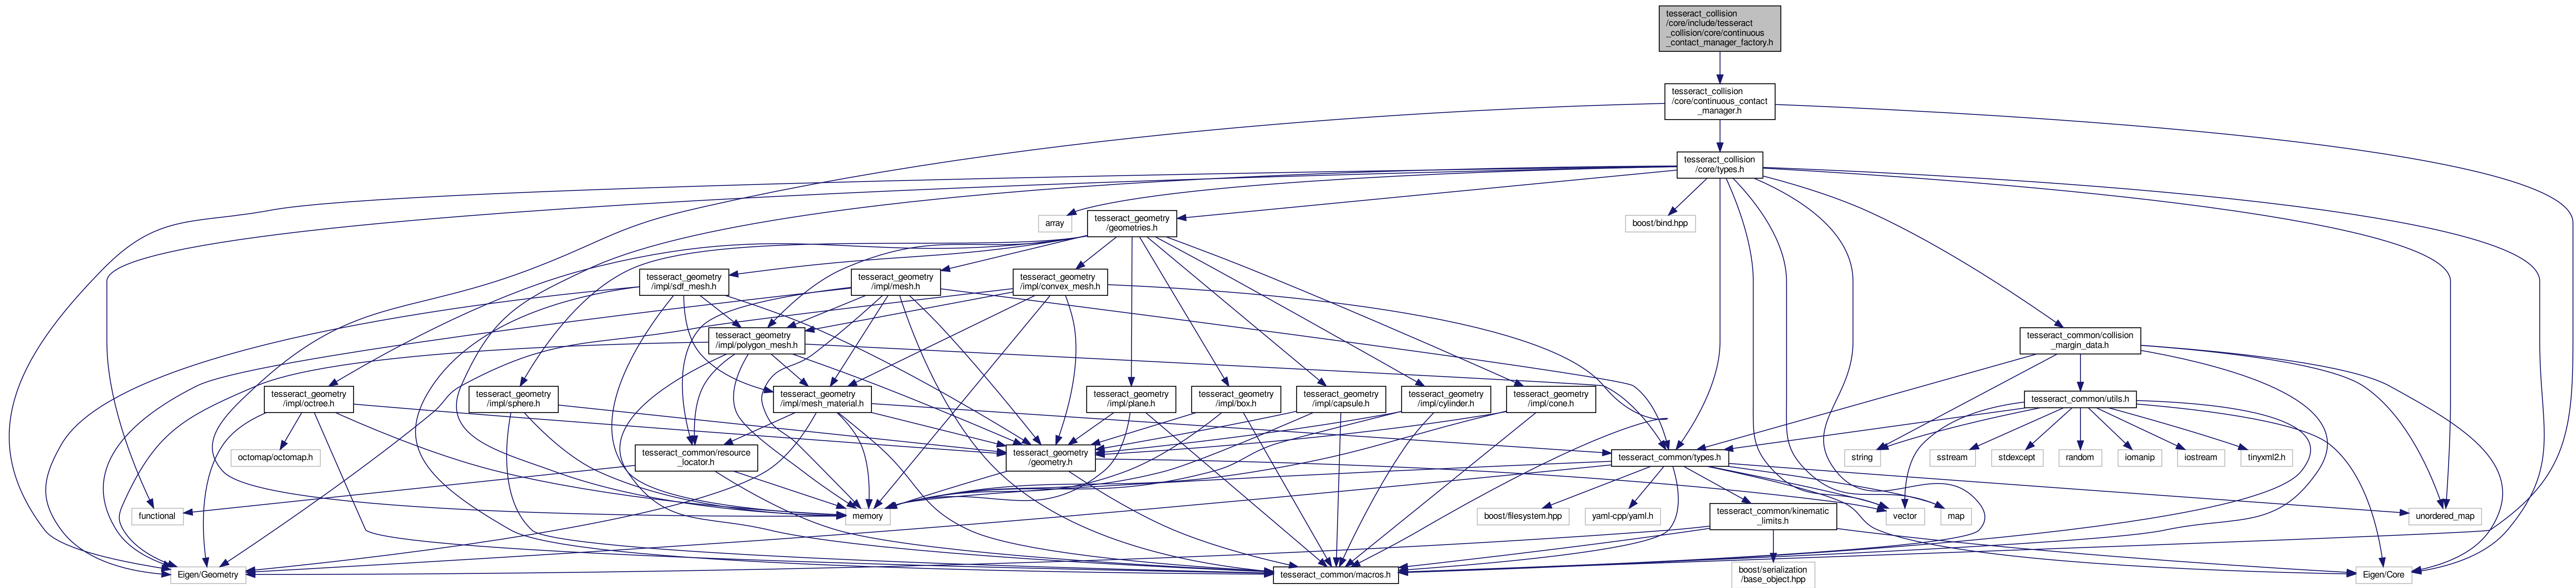 tesseract_collision
/core/include/tesseract
_collision/core/continuous
_contact_manager_factory.h
tesseract_collision
/core/continuous_contact
_manager.h
tesseract_collision
/core/types.h
array
tesseract_geometry
/geometries.h
boost/bind.hpp
tesseract_geometry
/impl/sdf_mesh.h
tesseract_geometry
/impl/mesh.h
tesseract_geometry
/impl/convex_mesh.h
tesseract_geometry
/impl/polygon_mesh.h
tesseract_common/collision
_margin_data.h
tesseract_geometry
/impl/octree.h
tesseract_geometry
/impl/sphere.h
tesseract_geometry
/impl/mesh_material.h
tesseract_geometry
/impl/plane.h
tesseract_geometry
/impl/box.h
tesseract_geometry
/impl/capsule.h
tesseract_geometry
/impl/cylinder.h
tesseract_geometry
/impl/cone.h
tesseract_common/utils.h
octomap/octomap.h
tesseract_common/resource
_locator.h
tesseract_geometry
/geometry.h
tesseract_common/types.h
string
sstream
stdexcept
random
iomanip
iostream
tinyxml2.h
functional
memory
boost/filesystem.hpp
yaml-cpp/yaml.h
tesseract_common/kinematic
_limits.h
vector
map
unordered_map
Eigen/Geometry
tesseract_common/macros.h
boost/serialization
/base_object.hpp
Eigen/Core